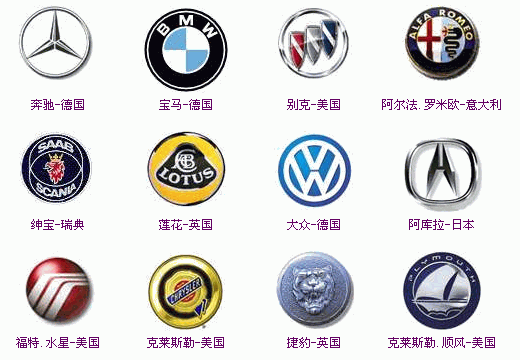 BMW
ALFA ROMEO
奔驰-德国
宝马-德国
别克-美国
阿尔法.罗米欧-意大利
SAAB
SCANIA
LOTUS
绅宝-瑞典
莲花-英国
大众-德国
阿库拉-日本
CHRYSLER
PLYMOUTH
福特.水星-美国
克莱斯勒-美国
捷豹-英国
克莱斯勒.顺风-美国